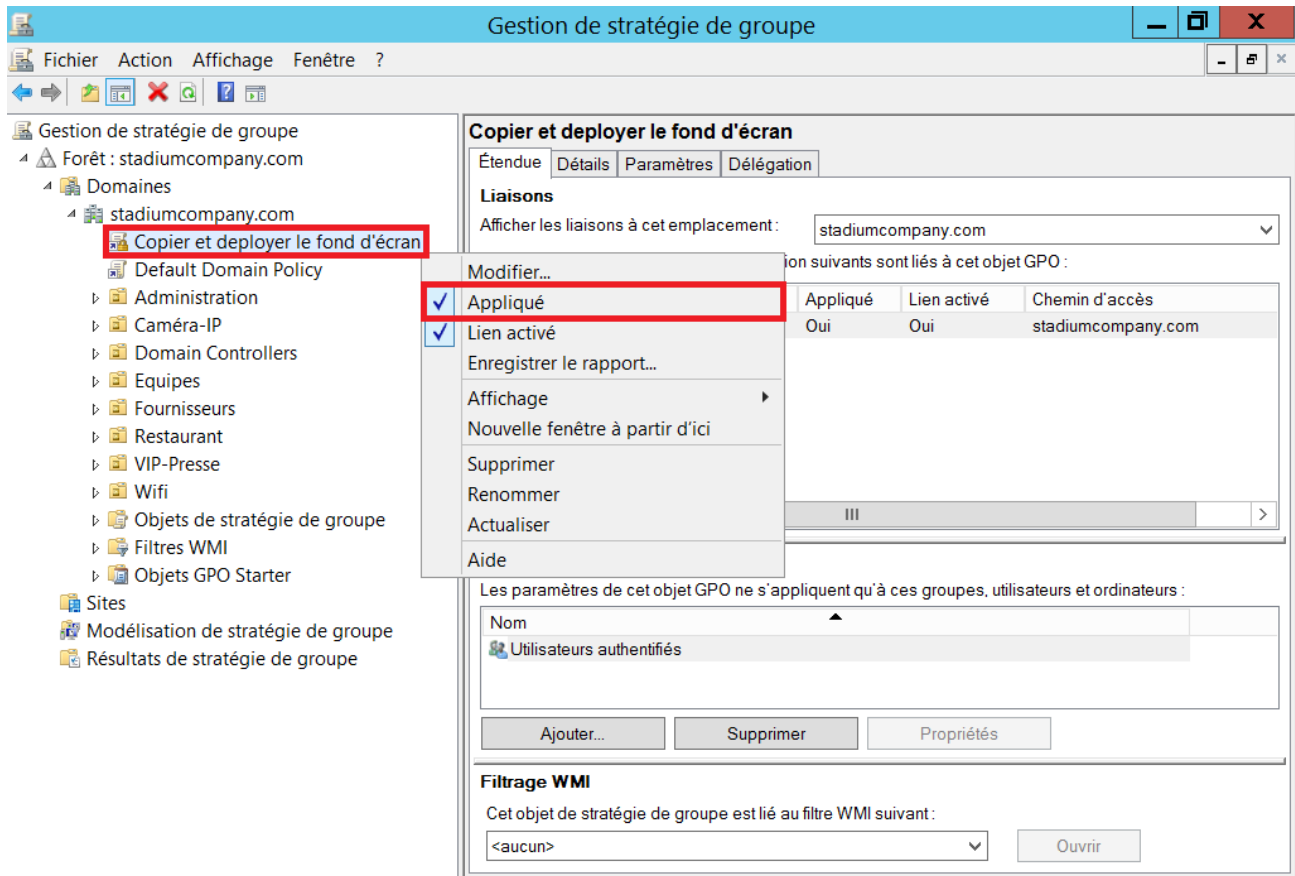 Gestion de stratégie de groupe
Fichier Action Affichage Fenêtre ?
Gestion de stratégie de groupe
Forêt : stadiumcompany.com
Domaines
stadiumcompany.com
Copier et deployer le fond d'écran
Default Domain Policy
Administration
Caméra-IP
Domain Controllers
Equipes
Fournisseurs
Restaurant
VIP-Presse
Wifi
Objets de stratégie de groupe
Filtres WMI
Objets GPO Starter
Sites
Modélisation de stratégie de groupe
Résultats de stratégie de groupe
Modifier...
Appliqué
Lien activé
Enregistrer le rapport...
Affichage
Nouvelle fenêtre à partir d'ici
Supprimer
Renommer
Actualiser
Aide
Copier et deployer le fond d'écran
Étendue Détails Paramètres Délégation
Liaisons
Afficher les liaisons à cet emplacement : stadiumcompany.com
suivants sont liés à cet objet GPO :
Appliqué Lien activé Chemin d'accès
Oui Oui stadiumcompany.com
Les paramètres de cet objet GPO ne s'appliquent qu'à ces groupes, utilisateurs et ordinateurs :
Nom
Utilisateurs authentifiés
Ajouter... Supprimer Propriétés
Filtrage WMI
Cet objet de stratégie de groupe est lié au filtre WMI suivant :
<aucun> Ouvrir